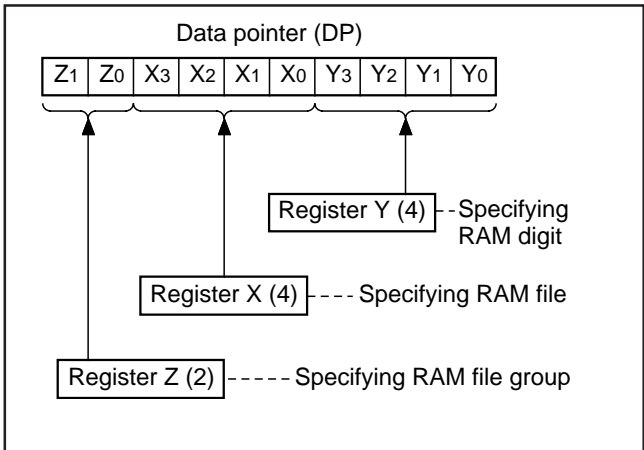 Data pointer (DP)
Z1 Z0 X3 X2 X1 X0 Y3 Y2 Y1 Y0
Register Y (4) Specifying
RAM digit
Register X (4) Specifying RAM file
Register Z (2) Specifying RAM file group